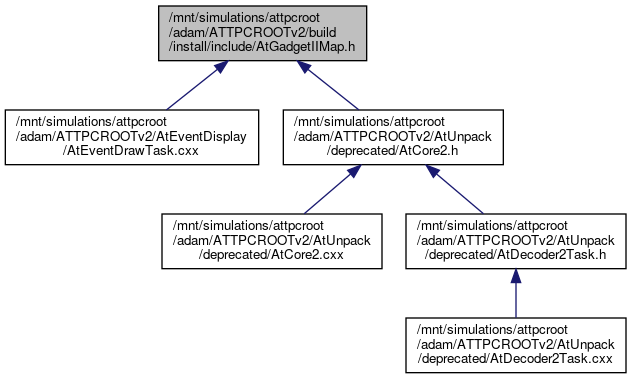 /mnt/simulations/attpcroot
/adam/ATTPCROOTv2/build
/install/include/AtGadgetIIMap.h
/mnt/simulations/attpcroot
/adam/ATTPCROOTv2/AtEventDisplay
/AtEventDrawTask.cxx
/mnt/simulations/attpcroot
/adam/ATTPCROOTv2/AtUnpack
/deprecated/AtCore2.h
/mnt/simulations/attpcroot
/adam/ATTPCROOTv2/AtUnpack
/deprecated/AtCore2.cxx
/mnt/simulations/attpcroot
/adam/ATTPCROOTv2/AtUnpack
/deprecated/AtDecoder2Task.h
/mnt/simulations/attpcroot
/adam/ATTPCROOTv2/AtUnpack
/deprecated/AtDecoder2Task.cxx